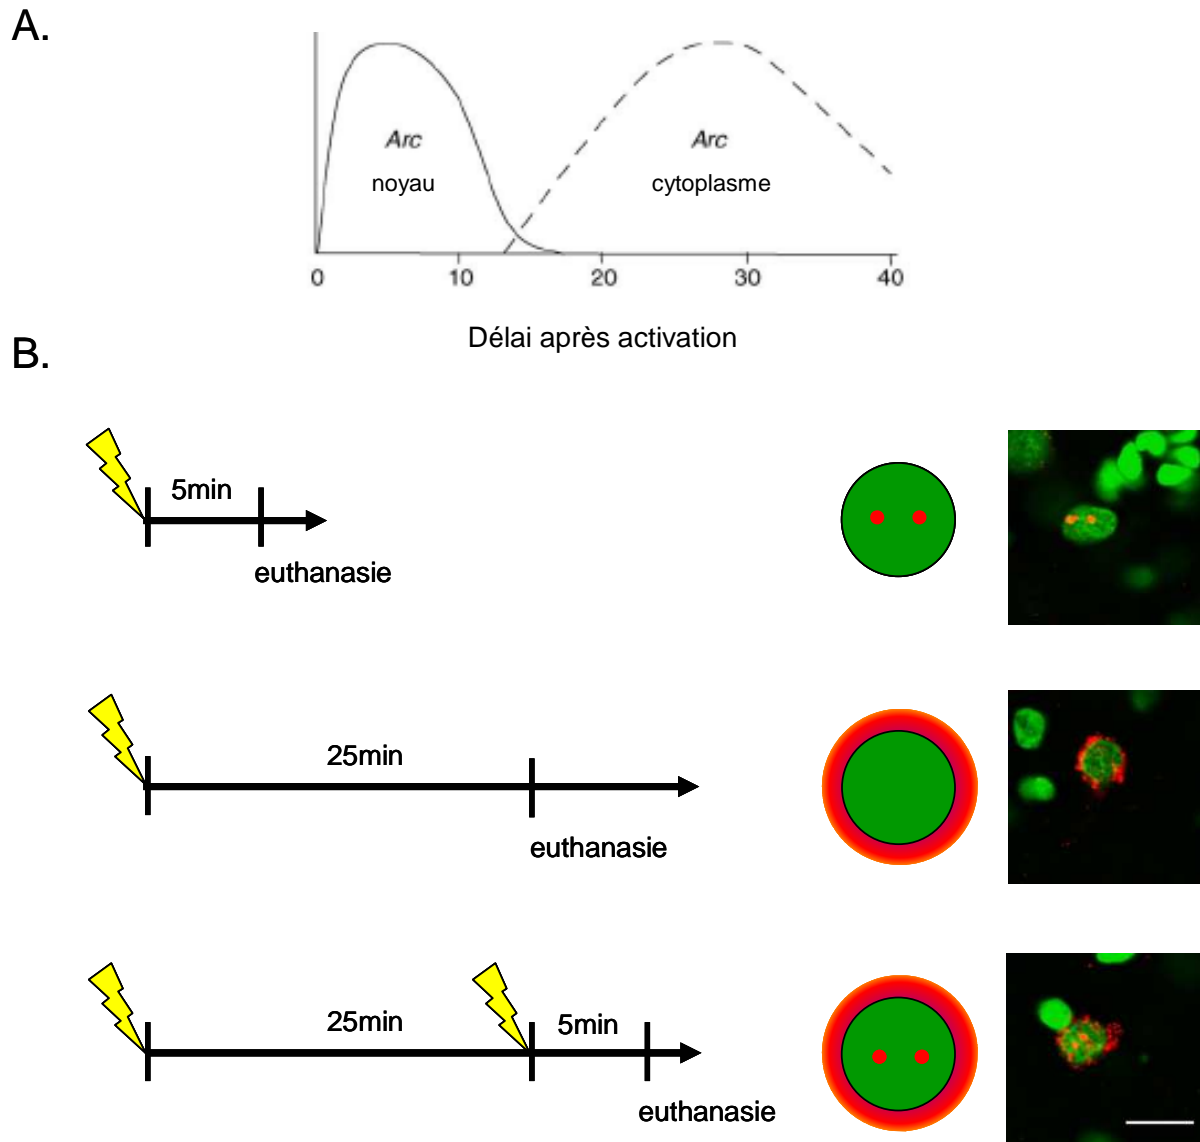 A.
Arc
noyau
Arc
cytoplasme
0 10 20 30 40
Délai après activation
B.
5min
euthanasie
25min
euthanasie
25min
5min
euthanasie